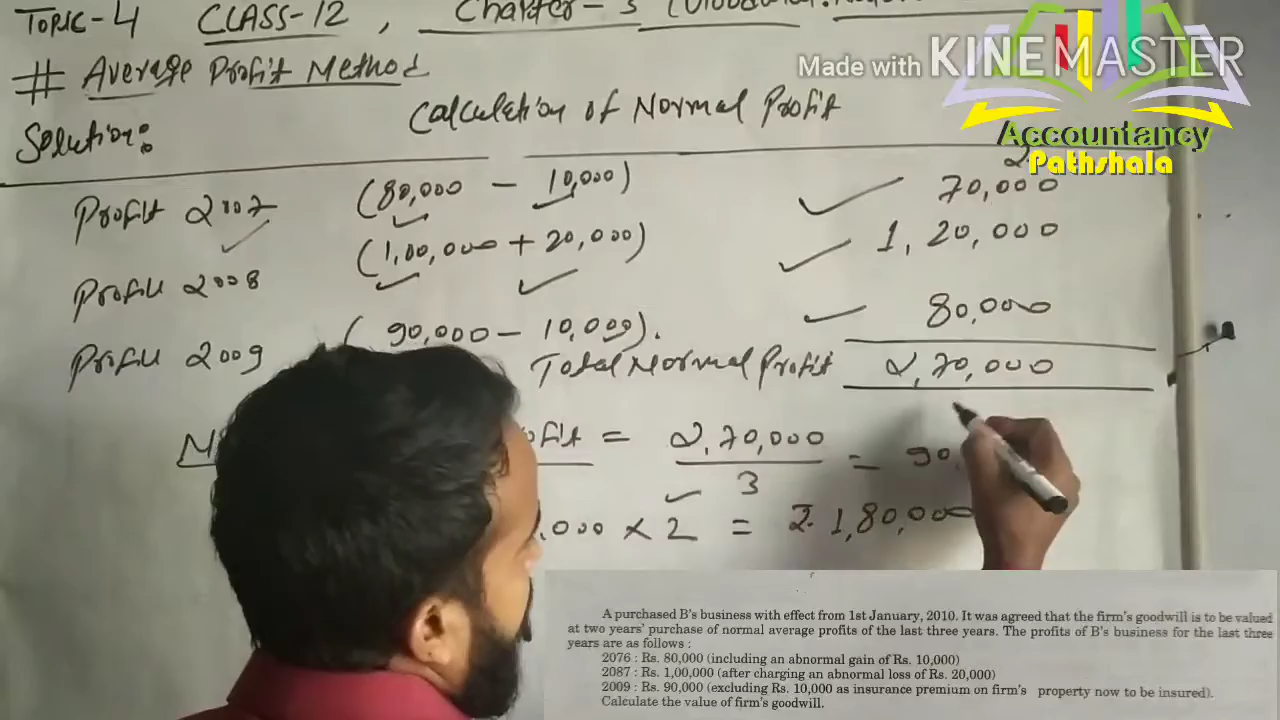 TOPIC-4 CLASS-12, Chapter-3
# Average Profit Method
Made with KINEMASTER
Accountancy
Pathshala
Solution: Calculation of Normal Profit
Profit 2007 (80,000 - 10,000) 70,000
Profit 2008 (1,00,000 + 20,000) 1,20,000
Profit 2009 (90,000 - 10,000). 80,000
Total Normal Profit 2,70,000
= 2,70,000 / 3 = 90,
,000 × 2 = 1,80,000
A purchased B's business with effect from 1st January, 2010. It was agreed that the firm's goodwill is to be valued
at two years' purchase of normal average profits of the last three years. The profits of B's business for the last three
years are as follows :
2076 : Rs. 80,000 (including an abnormal gain of Rs. 10,000)
2087 : Rs. 1,00,000 (after charging an abnormal loss of Rs. 20,000)
2009 : Rs. 90,000 (excluding Rs. 10,000 as insurance premium on firm's property now to be insured).
Calculate the value of firm's goodwill.